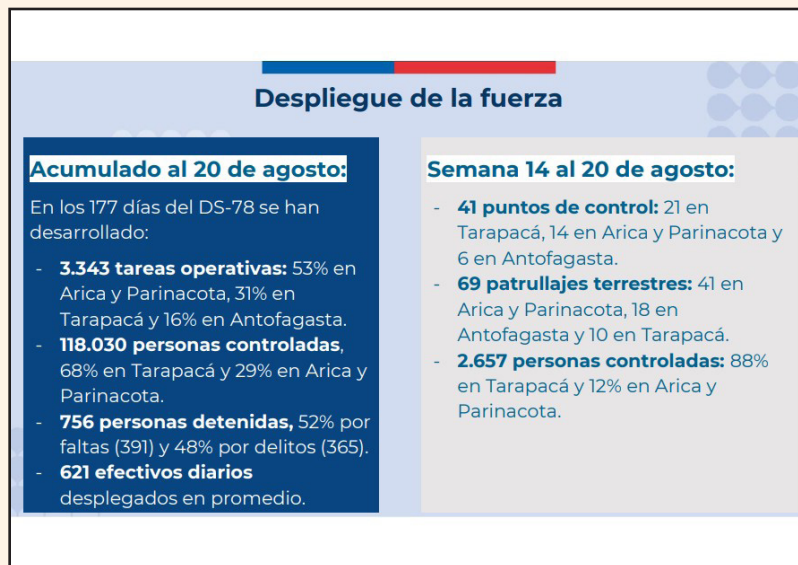 Despliegue de la fuerza
Acumulado al 20 de agosto:
En los 177 días del DS-78 se han
desarrollado:
- 3.343 tareas operativas: 53% en
Arica y Parinacota, 31% en
Tarapacá y 16% en Antofagasta.
- 118.030 personas controladas,
68% en Tarapacá y 29% en Arica y
Parinacota.
- 756 personas detenidas, 52% por
faltas (391) y 48% por delitos (365).
- 621 efectivos diarios
desplegados en promedio.
Semana 14 al 20 de agosto:
- 41 puntos de control: 21 en
Tarapacá, 14 en Arica y Parinacota y
6 en Antofagasta.
- 69 patrullajes terrestres: 41 en
Arica y Parinacota, 18 en
Antofagasta y 10 en Tarapacá.
- 2.657 personas controladas: 88%
en Tarapacá y 12% en Arica y
Parinacota.